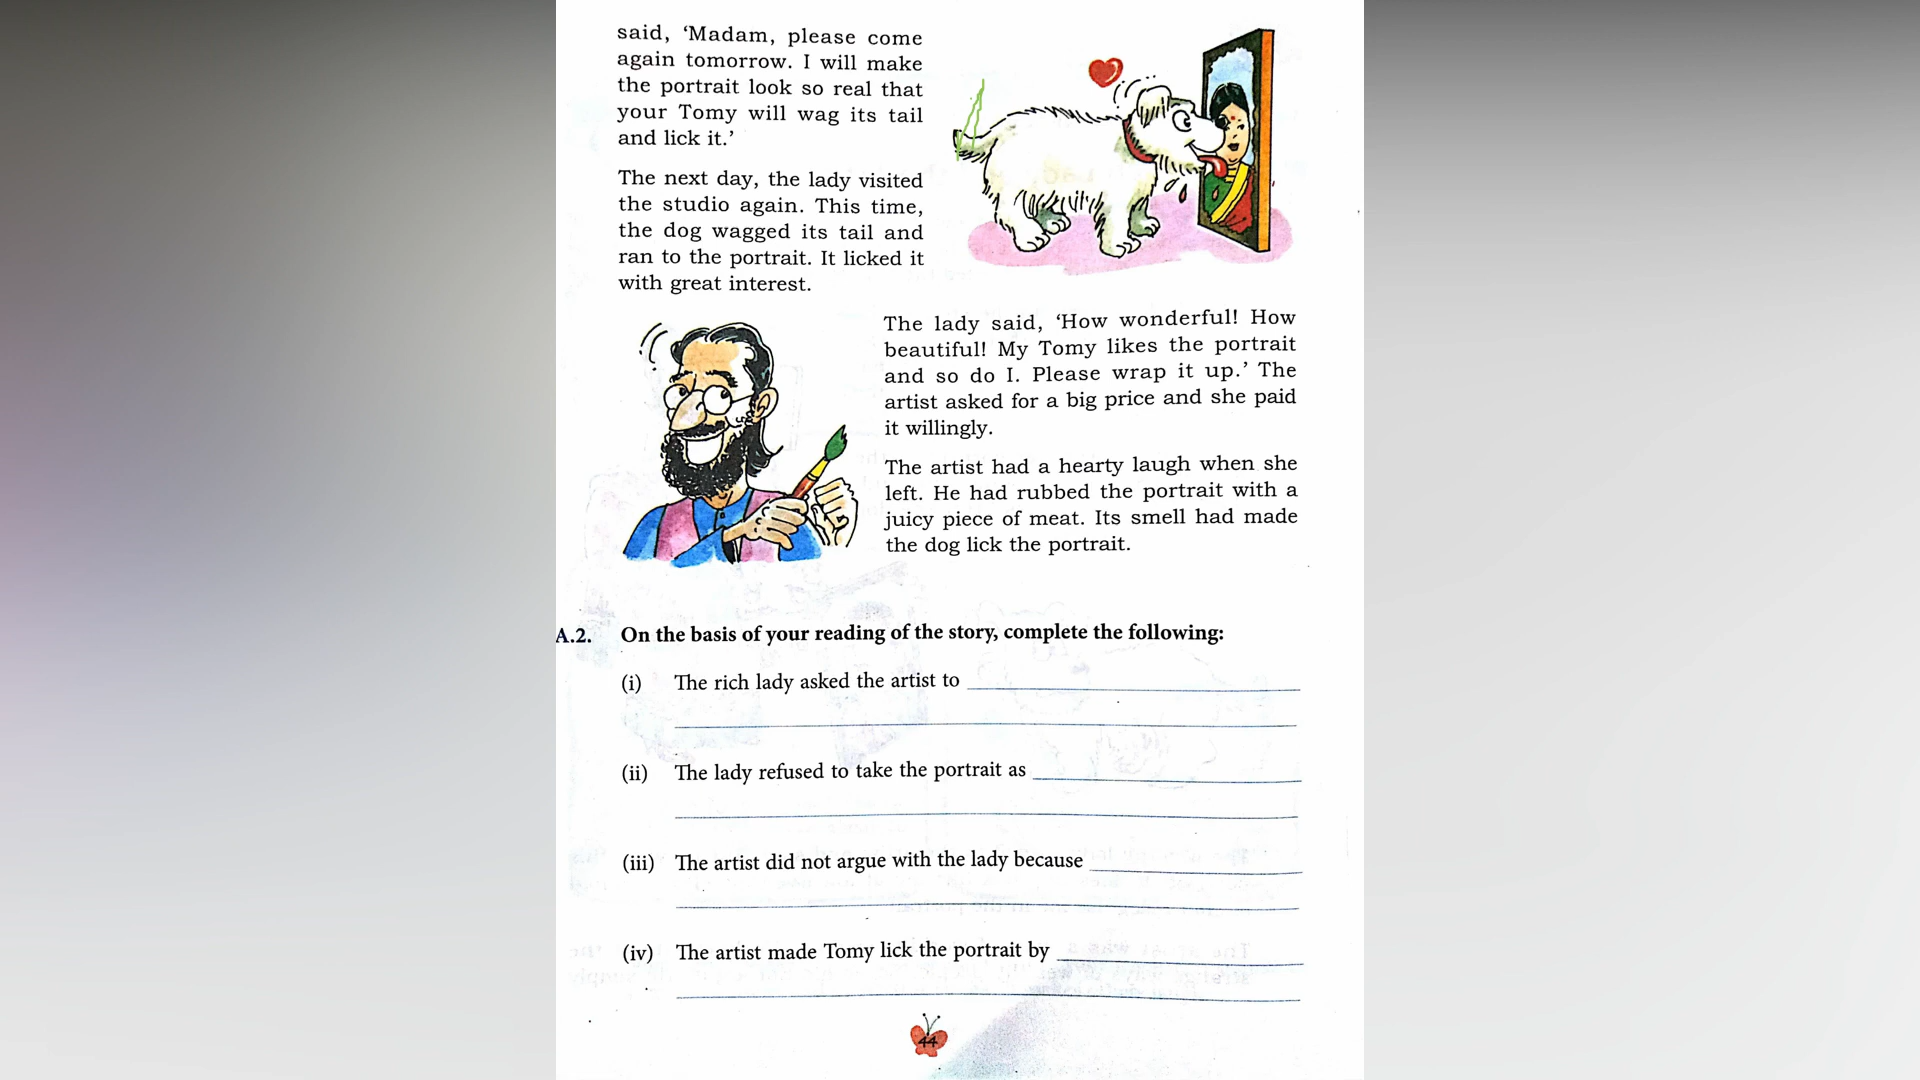 said, ‘Madam, please come
again tomorrow. I will make
the portrait look so real that
your Tomy will wag its tail
and lick it.’
The next day, the lady visited
the studio again. This time,
the dog wagged its tail and
ran to the portrait. It licked it
with great interest.
The lady said, ‘How wonderful! How
beautiful! My Tomy likes the portrait
and so do I. Please wrap it up.’ The
artist asked for a big price and she paid
it willingly.
The artist had a hearty laugh when she
left. He had rubbed the portrait with a
juicy piece of meat. Its smell had made
the dog lick the portrait.
A.2. On the basis of your reading of the story, complete the following:
(i) The rich lady asked the artist to
(ii) The lady refused to take the portrait as
(iii) The artist did not argue with the lady because
(iv) The artist made Tomy lick the portrait by
44